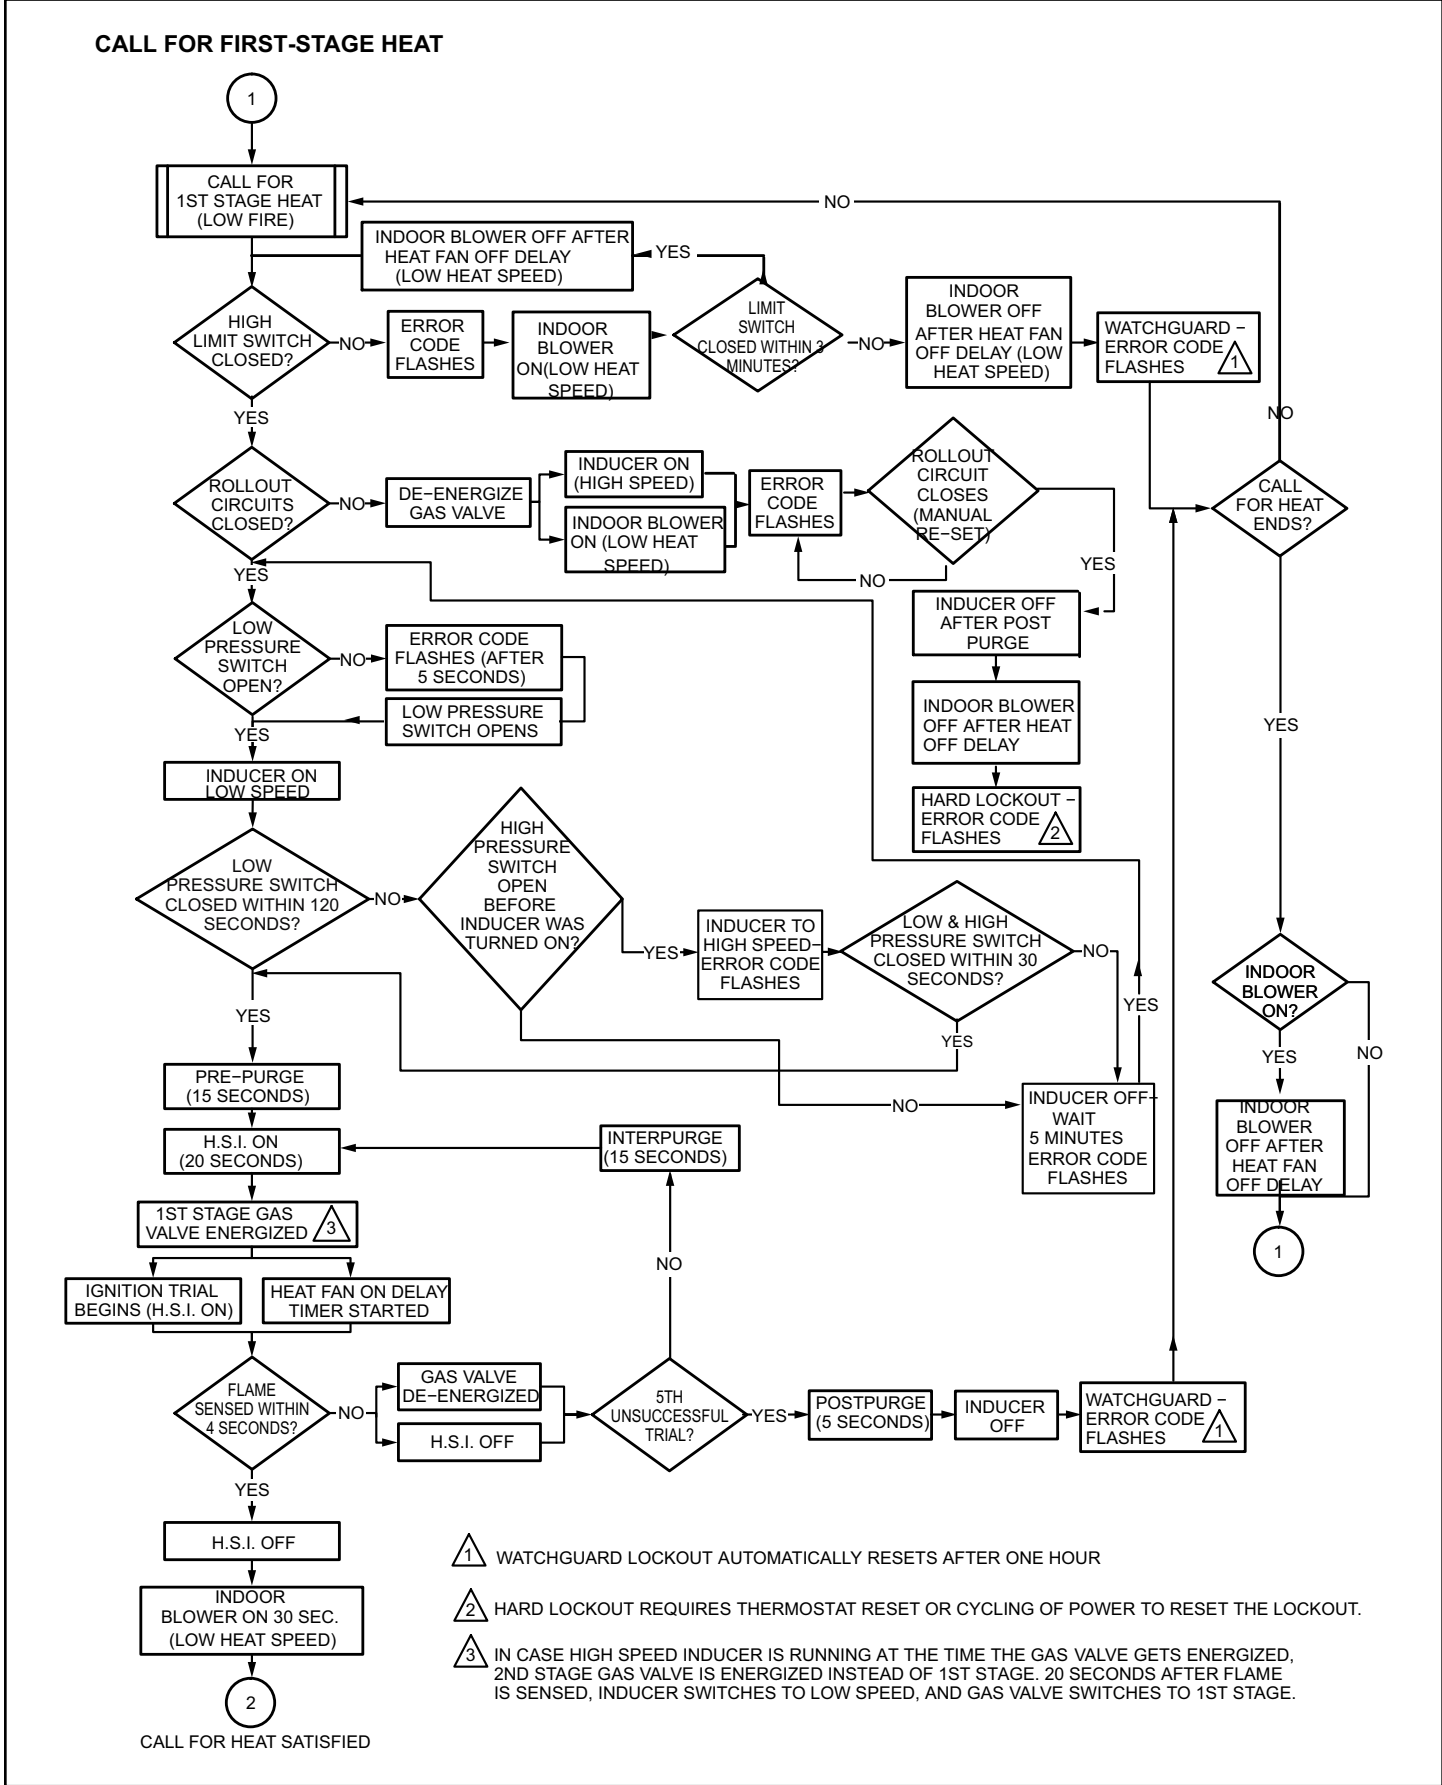 CALL FOR FIRST-STAGE HEAT
1
CALL FOR
1ST STAGE HEAT
(LOW FIRE)
NO
INDOOR BLOWER OFF AFTER
HEAT FAN OFF DELAY
(LOW HEAT SPEED)
YES
HIGH
LIMIT SWITCH
CLOSED?
NO
ERROR
CODE
FLASHES
INDOOR
BLOWER
ON(LOW HEAT
SPEED)
LIMIT
SWITCH
CLOSED WITHIN 3
MINUTES?
NO
INDOOR
BLOWER OFF
AFTER HEAT FAN
OFF DELAY (LOW
HEAT SPEED)
WATCHGUARD –
ERROR CODE
FLASHES
1
NO
YES
ROLLOUT
CIRCUITS
CLOSED?
NO
DE–ENERGIZE
GAS VALVE
INDUCER ON
(HIGH SPEED)
INDOOR BLOWER
ON (LOW HEAT
SPEED)
ERROR
CODE
FLASHES
ROLLOUT
CIRCUIT
CLOSES
(MANUAL
RE–SET)
NO
YES
CALL
FOR HEAT
ENDS?
YES
LOW
PRESSURE
SWITCH
OPEN?
NO
ERROR CODE
FLASHES (AFTER
5 SECONDS)
LOW PRESSURE
SWITCH OPENS
INDUCER OFF
AFTER POST
PURGE
INDOOR BLOWER
OFF AFTER HEAT
OFF DELAY
HARD LOCKOUT –
ERROR CODE
FLASHES
2
YES
YES
INDUCER ON
LOW SPEED
LOW
PRESSURE SWITCH
CLOSED WITHIN 120
SECONDS?
NO
HIGH
PRESSURE
SWITCH
OPEN
BEFORE
INDUCER WAS
TURNED ON?
YES
INDUCER TO
HIGH SPEED–
ERROR CODE
FLASHES
LOW & HIGH
PRESSURE SWITCH
CLOSED WITHIN 30
SECONDS?
NO
YES
YES
INDOOR
BLOWER
ON?
YES
NO
YES
NO
INDUCER OFF–
WAIT
5 MINUTES
ERROR CODE
FLASHES
INDOOR
BLOWER
OFF AFTER
HEAT FAN
OFF DELAY
1
PRE–PURGE
(15 SECONDS)
H.S.I. ON
(20 SECONDS)
INTERPURGE
(15 SECONDS)
1ST STAGE GAS
VALVE ENERGIZED
3
IGNITION TRIAL
BEGINS (H.S.I. ON)
HEAT FAN ON DELAY
TIMER STARTED
NO
FLAME
SENSED WITHIN
4 SECONDS?
NO
GAS VALVE
DE–ENERGIZED
H.S.I. OFF
5TH
UNSUCCESSFUL
TRIAL?
YES
POSTPURGE
(5 SECONDS)
INDUCER
OFF
WATCHGUARD –
ERROR CODE
FLASHES
1
YES
H.S.I. OFF
INDOOR
BLOWER ON 30 SEC.
(LOW HEAT SPEED)
2
CALL FOR HEAT SATISFIED
1 WATCHGUARD LOCKOUT AUTOMATICALLY RESETS AFTER ONE HOUR
2 HARD LOCKOUT REQUIRES THERMOSTAT RESET OR CYCLING OF POWER TO RESET THE LOCKOUT.
3 IN CASE HIGH SPEED INDUCER IS RUNNING AT THE TIME THE GAS VALVE GETS ENERGIZED,
2ND STAGE GAS VALVE IS ENERGIZED INSTEAD OF 1ST STAGE. 20 SECONDS AFTER FLAME
IS SENSED, INDUCER SWITCHES TO LOW SPEED, AND GAS VALVE SWITCHES TO 1ST STAGE.